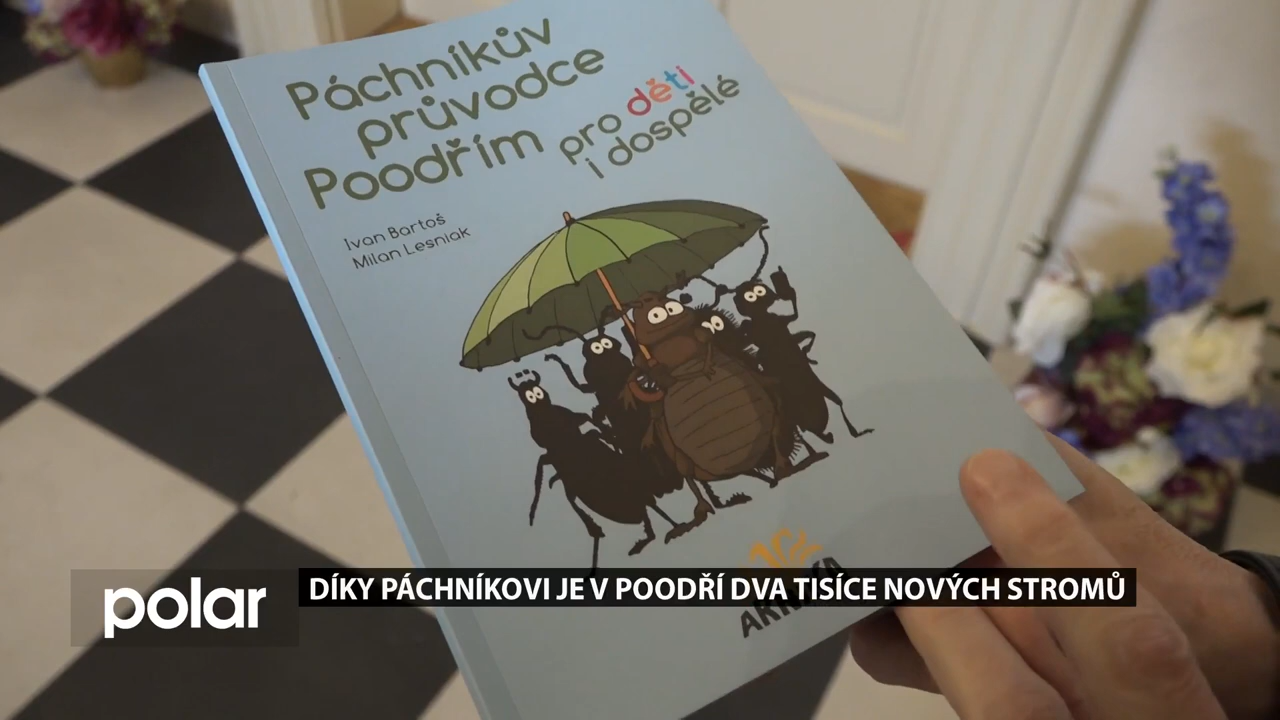 Páchníkův
průvodce
Poodřím
pro děti
i dospělé
Ivan Bartoš
Milan Lesniak
polar
DÍKY PÁCHNÍKOVI JE V POODŘÍ DVA TISÍCE NOVÝCH STROMŮ